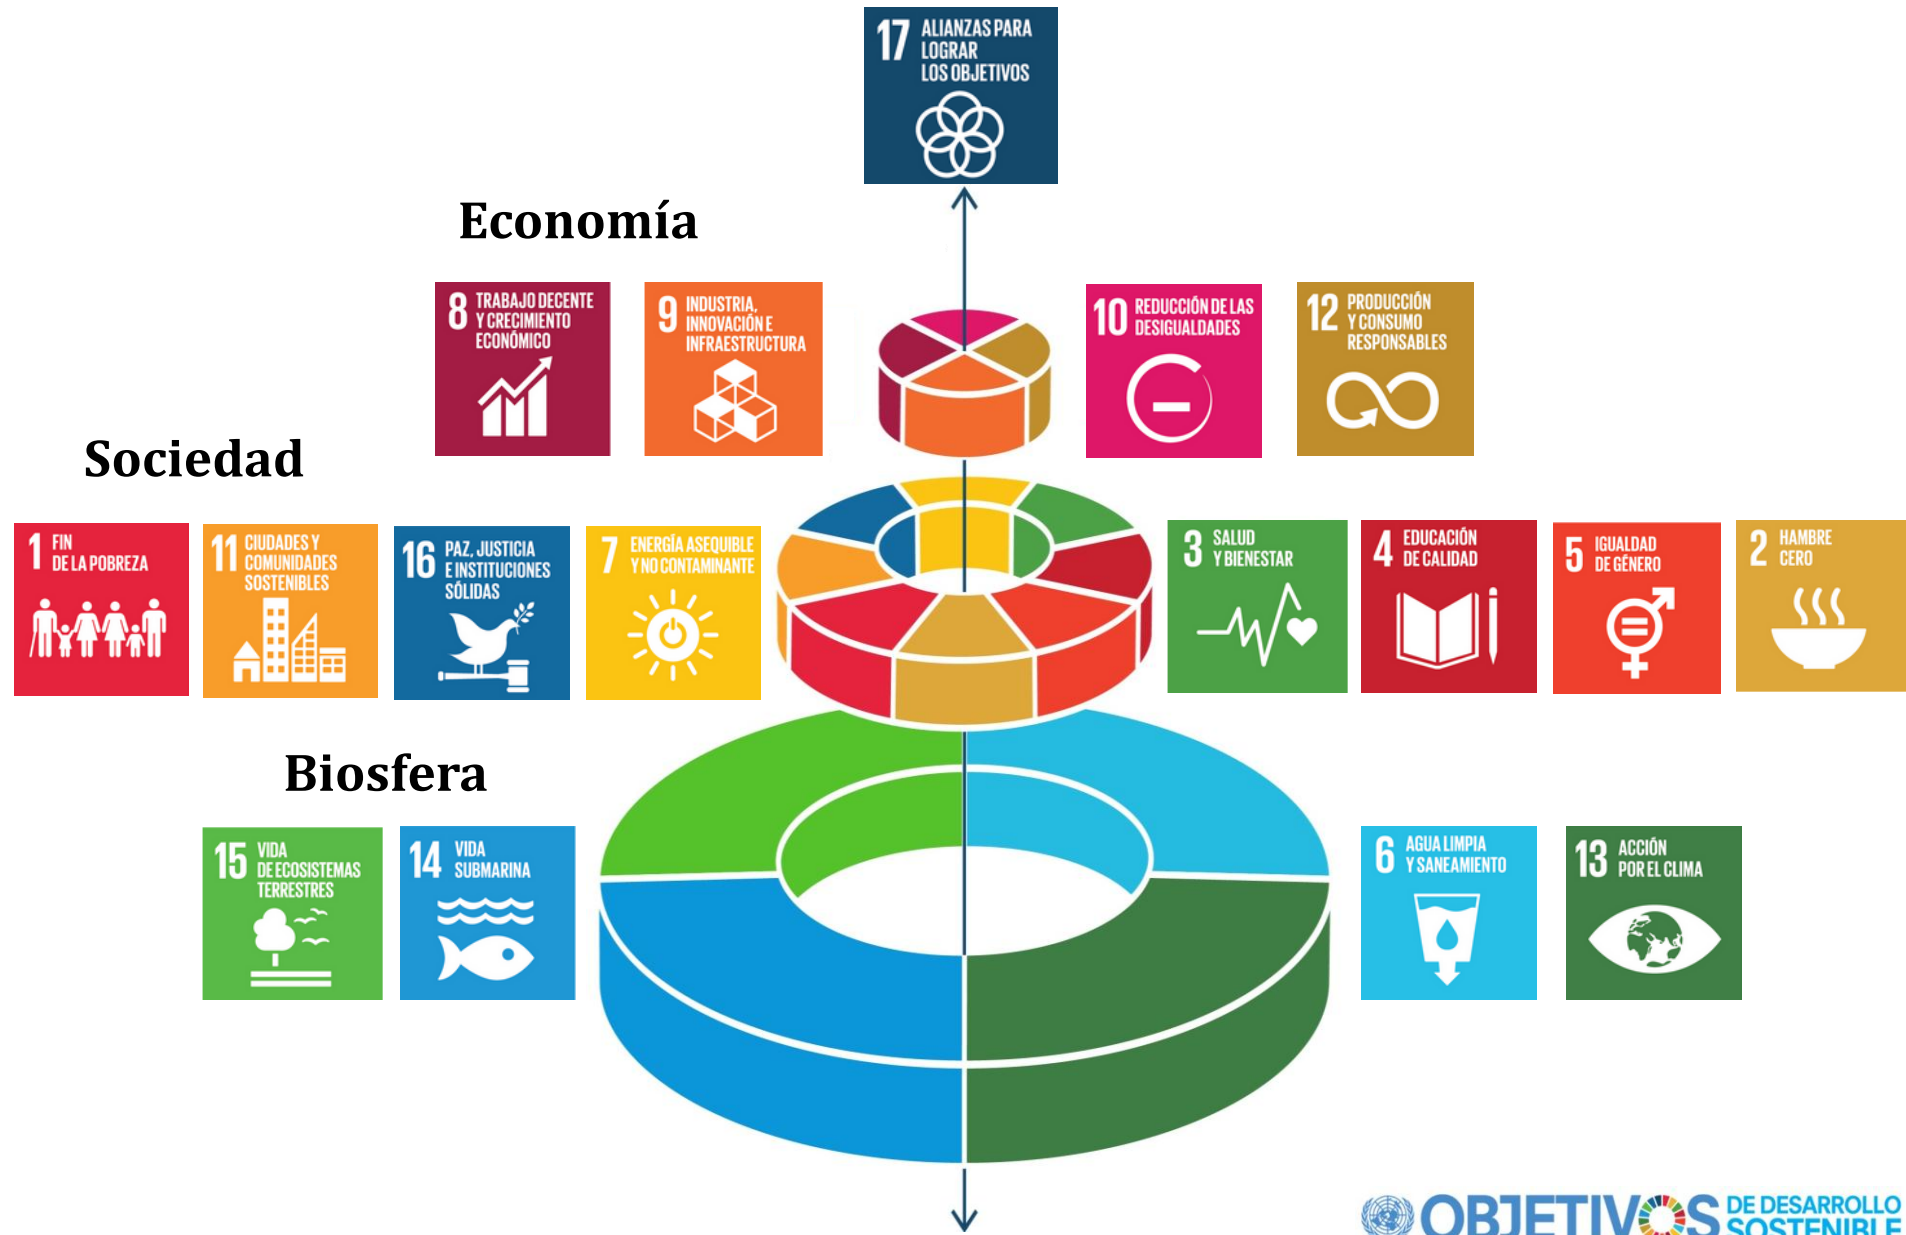 17 ALIANZAS PARA
LOGRAR
LOS OBJETIVOS
Economía
8 TRABAJO DECENTE
Y CRECIMIENTO
ECONÓMICO
9 INDUSTRIA,
INNOVACIÓN E
INFRAESTRUCTURA
10 REDUCCIÓN DE LAS
DESIGUALDADES
12 PRODUCCIÓN
Y CONSUMO
RESPONSABLES
Sociedad
1 FIN
DE LA POBREZA
11 CIUDADES Y
COMUNIDADES
SOSTENIBLES
16 PAZ, JUSTICIA
E INSTITUCIONES
SÓLIDAS
7 ENERGÍA ASEQUIBLE
Y NO CONTAMINANTE
3 SALUD
Y BIENESTAR
4 EDUCACIÓN
DE CALIDAD
5 IGUALDAD
DE GÉNERO
2 HAMBRE
CERO
Biosfera
15 VIDA
DE ECOSISTEMAS
TERRESTRES
14 VIDA
SUBMARINA
6 AGUA LIMPIA
Y SANEAMIENTO
13 ACCIÓN
POR EL CLIMA
OBJETIVOS DE DESARROLLO
SOSTENIBLE